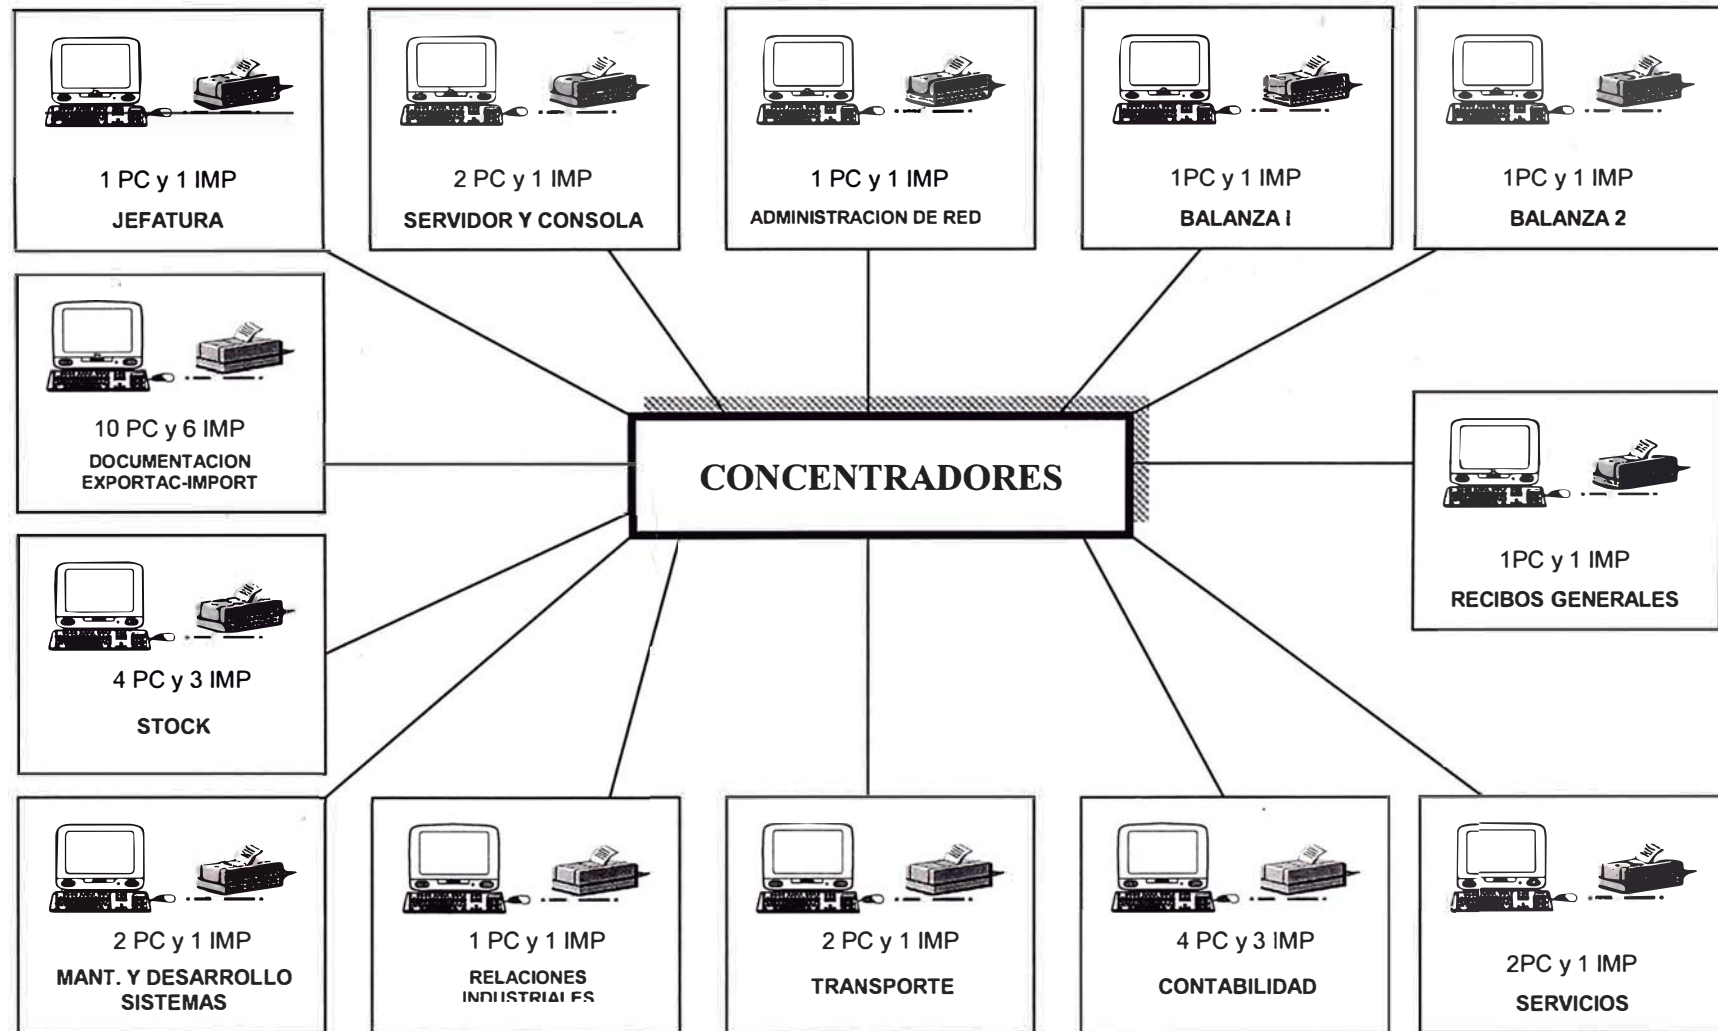 1 PC y 1 IMP
JEFATURA
2 PC y 1 IMP
SERVIDOR Y CONSOLA
1 PC y 1 IMP
ADMINISTRACION DE RED
1PC y 1 IMP
BALANZA 1
1PC y 1 IMP
BALANZA 2
10 PC y 6 IMP
DOCUMENTACION
EXPORTAC-IMPORT
CONCENTRADORES
1PC y 1 IMP
RECIBOS GENERALES
4 PC y 3 IMP
STOCK
2 PC y 1 IMP
MANT. Y DESARROLLO
SISTEMAS
1 PC y 1 IMP
RELACIONES
INDUSTRIALES
2 PC y 1 IMP
TRANSPORTE
4 PC y 3 IMP
CONTABILIDAD
2PC y 1 IMP
SERVICIOS